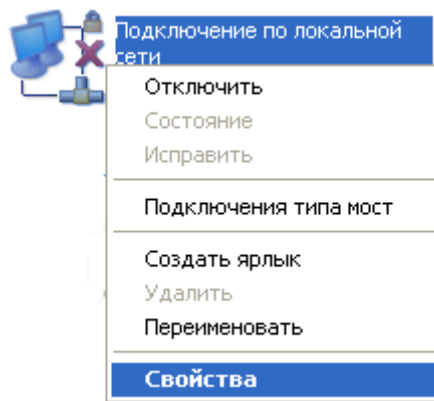 Подключение по локальной
сети
Отключить
Состояние
Исправить
Подключения типа мост
Создать ярлык
Удалить
Переименовать
Свойства